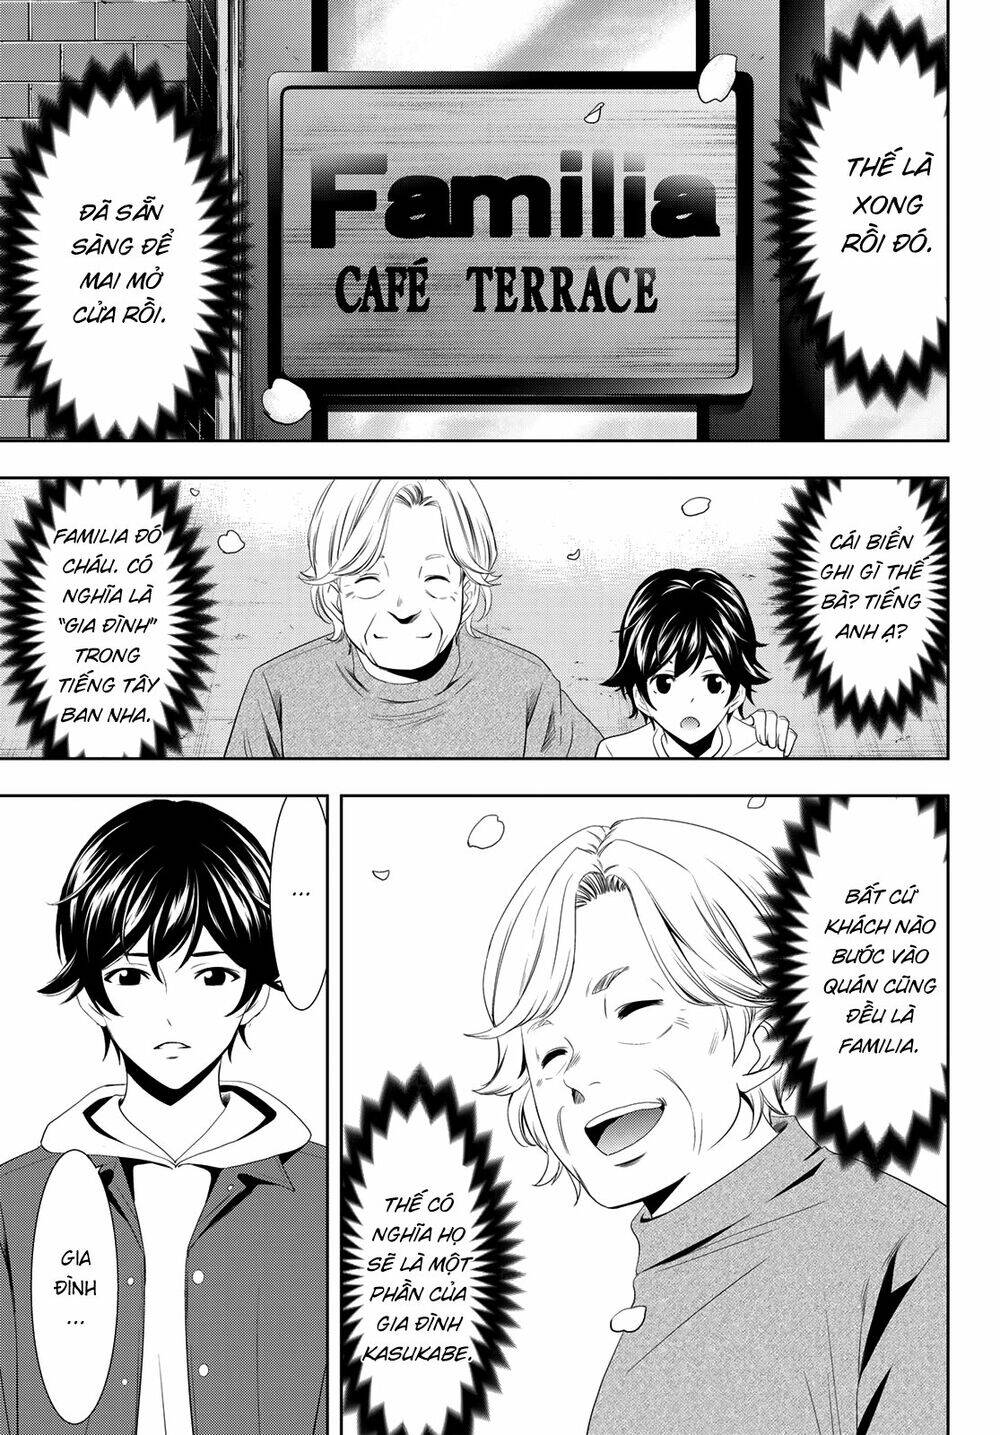 THẾ LÀ
XONG
RỒI ĐÓ.
Familia
CAFÉ TERRACE
ĐÃ SẴN
SÀNG ĐỂ
MAI MỞ
CỬA RỒI.
CÁI BIỂN
GHI GÌ THẾ
BÀ? TIẾNG
ANH Ạ?
FAMILIA ĐÓ
CHÁU. CÓ
NGHĨA LÀ
“GIA ĐÌNH”
TRONG
TIẾNG TÂY
BAN NHA.
BẤT CỨ
KHÁCH NÀO
BƯỚC VÀO
QUÁN CŨNG
ĐỀU LÀ
FAMILIA.
THẾ CÓ
NGHĨA HỌ
SẼ LÀ MỘT
PHẦN CỦA
GIA ĐÌNH
KASUKABE.
...
GIA
ĐÌNH
...